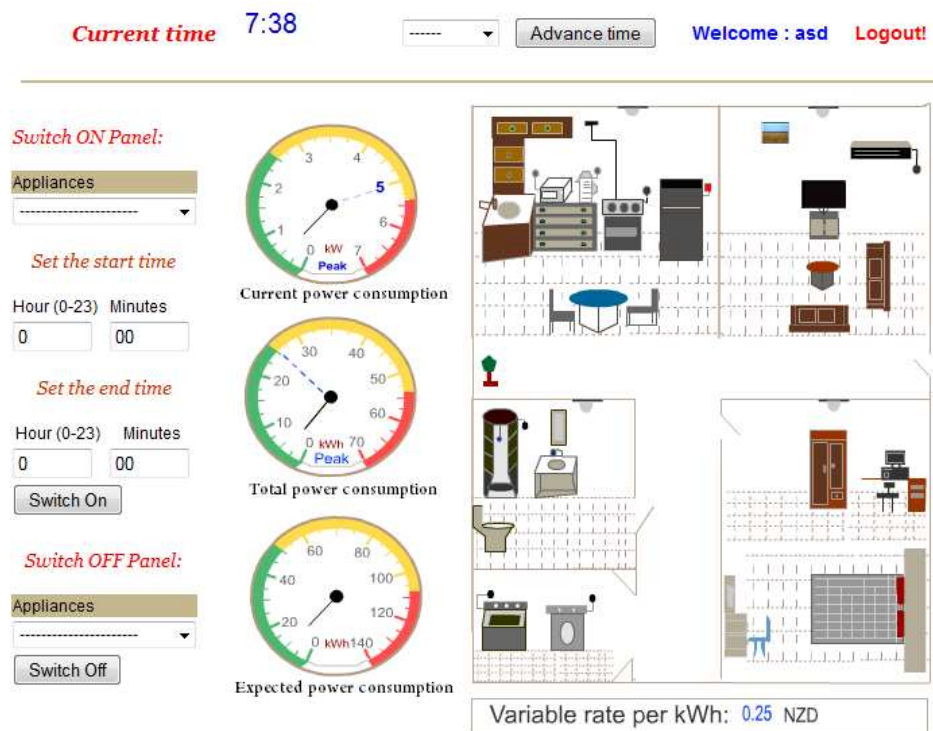 Current time 7:38 ------ Advance time Welcome : asd Logout!
Switch ON Panel:
Appliances
----------------------
Set the start time
Hour (0-23) Minutes
0 00
Set the end time
Hour (0-23) Minutes
0 00
Switch On
Switch OFF Panel:
Appliances
----------------------
Switch Off
0 1 2 3 4 5 6 7
kW
Peak
Current power consumption
0 10 20 30 40 50 60 70
kWh
Peak
Total power consumption
0 20 40 60 80 100 120 140
kWh
Expected power consumption
Variable rate per kWh: 0.25 NZD